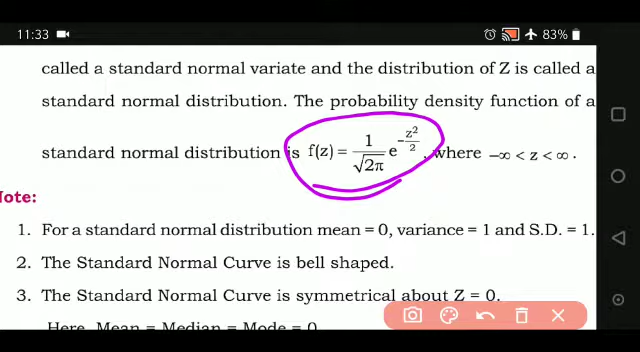 11:33 83%
called a standard normal variate and the distribution of Z is called a
standard normal distribution. The probability density function of a
standard normal distribution is f(z) = 1/√2π e^(-z²/2), where -∞ < z < ∞.
Note:
1. For a standard normal distribution mean = 0, variance = 1 and S.D. = 1.
2. The Standard Normal Curve is bell shaped.
3. The Standard Normal Curve is symmetrical about Z = 0.
Here, Mean = Median = Mode = 0